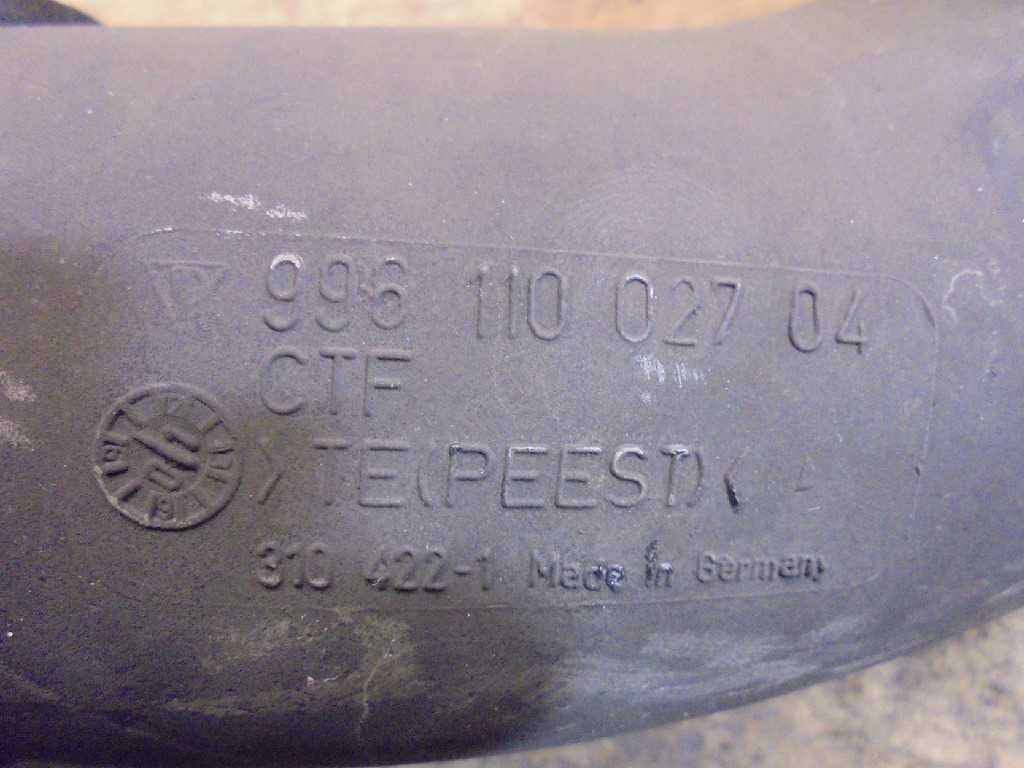 996 110 027 04
CTF
>TE(PEEST)<
310 422-1 Made in Germany